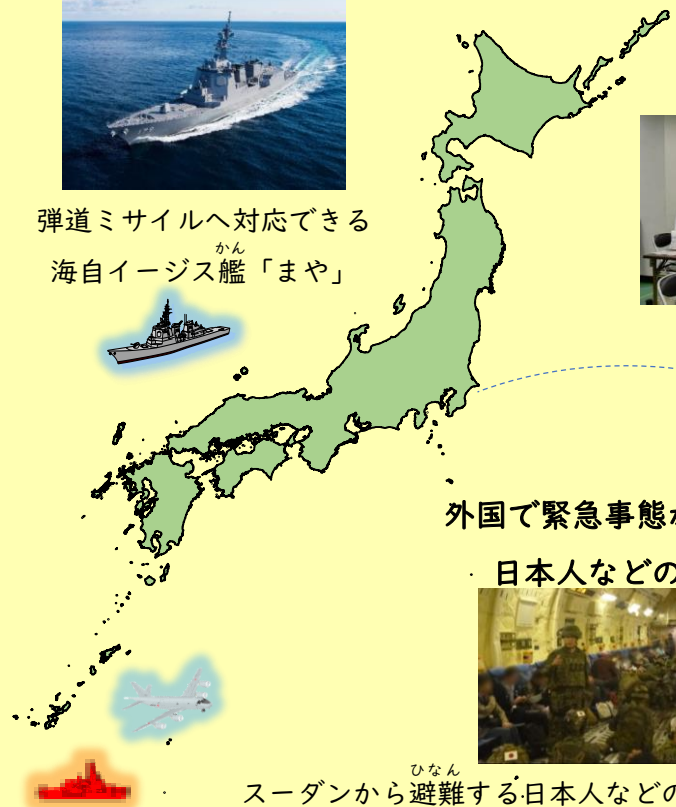 弾道ミサイルへ対応できる
かん
海自イージス艦「まや」
外国で緊急事態
日本人などの
ひなん
スーダンから避難する日本人などの